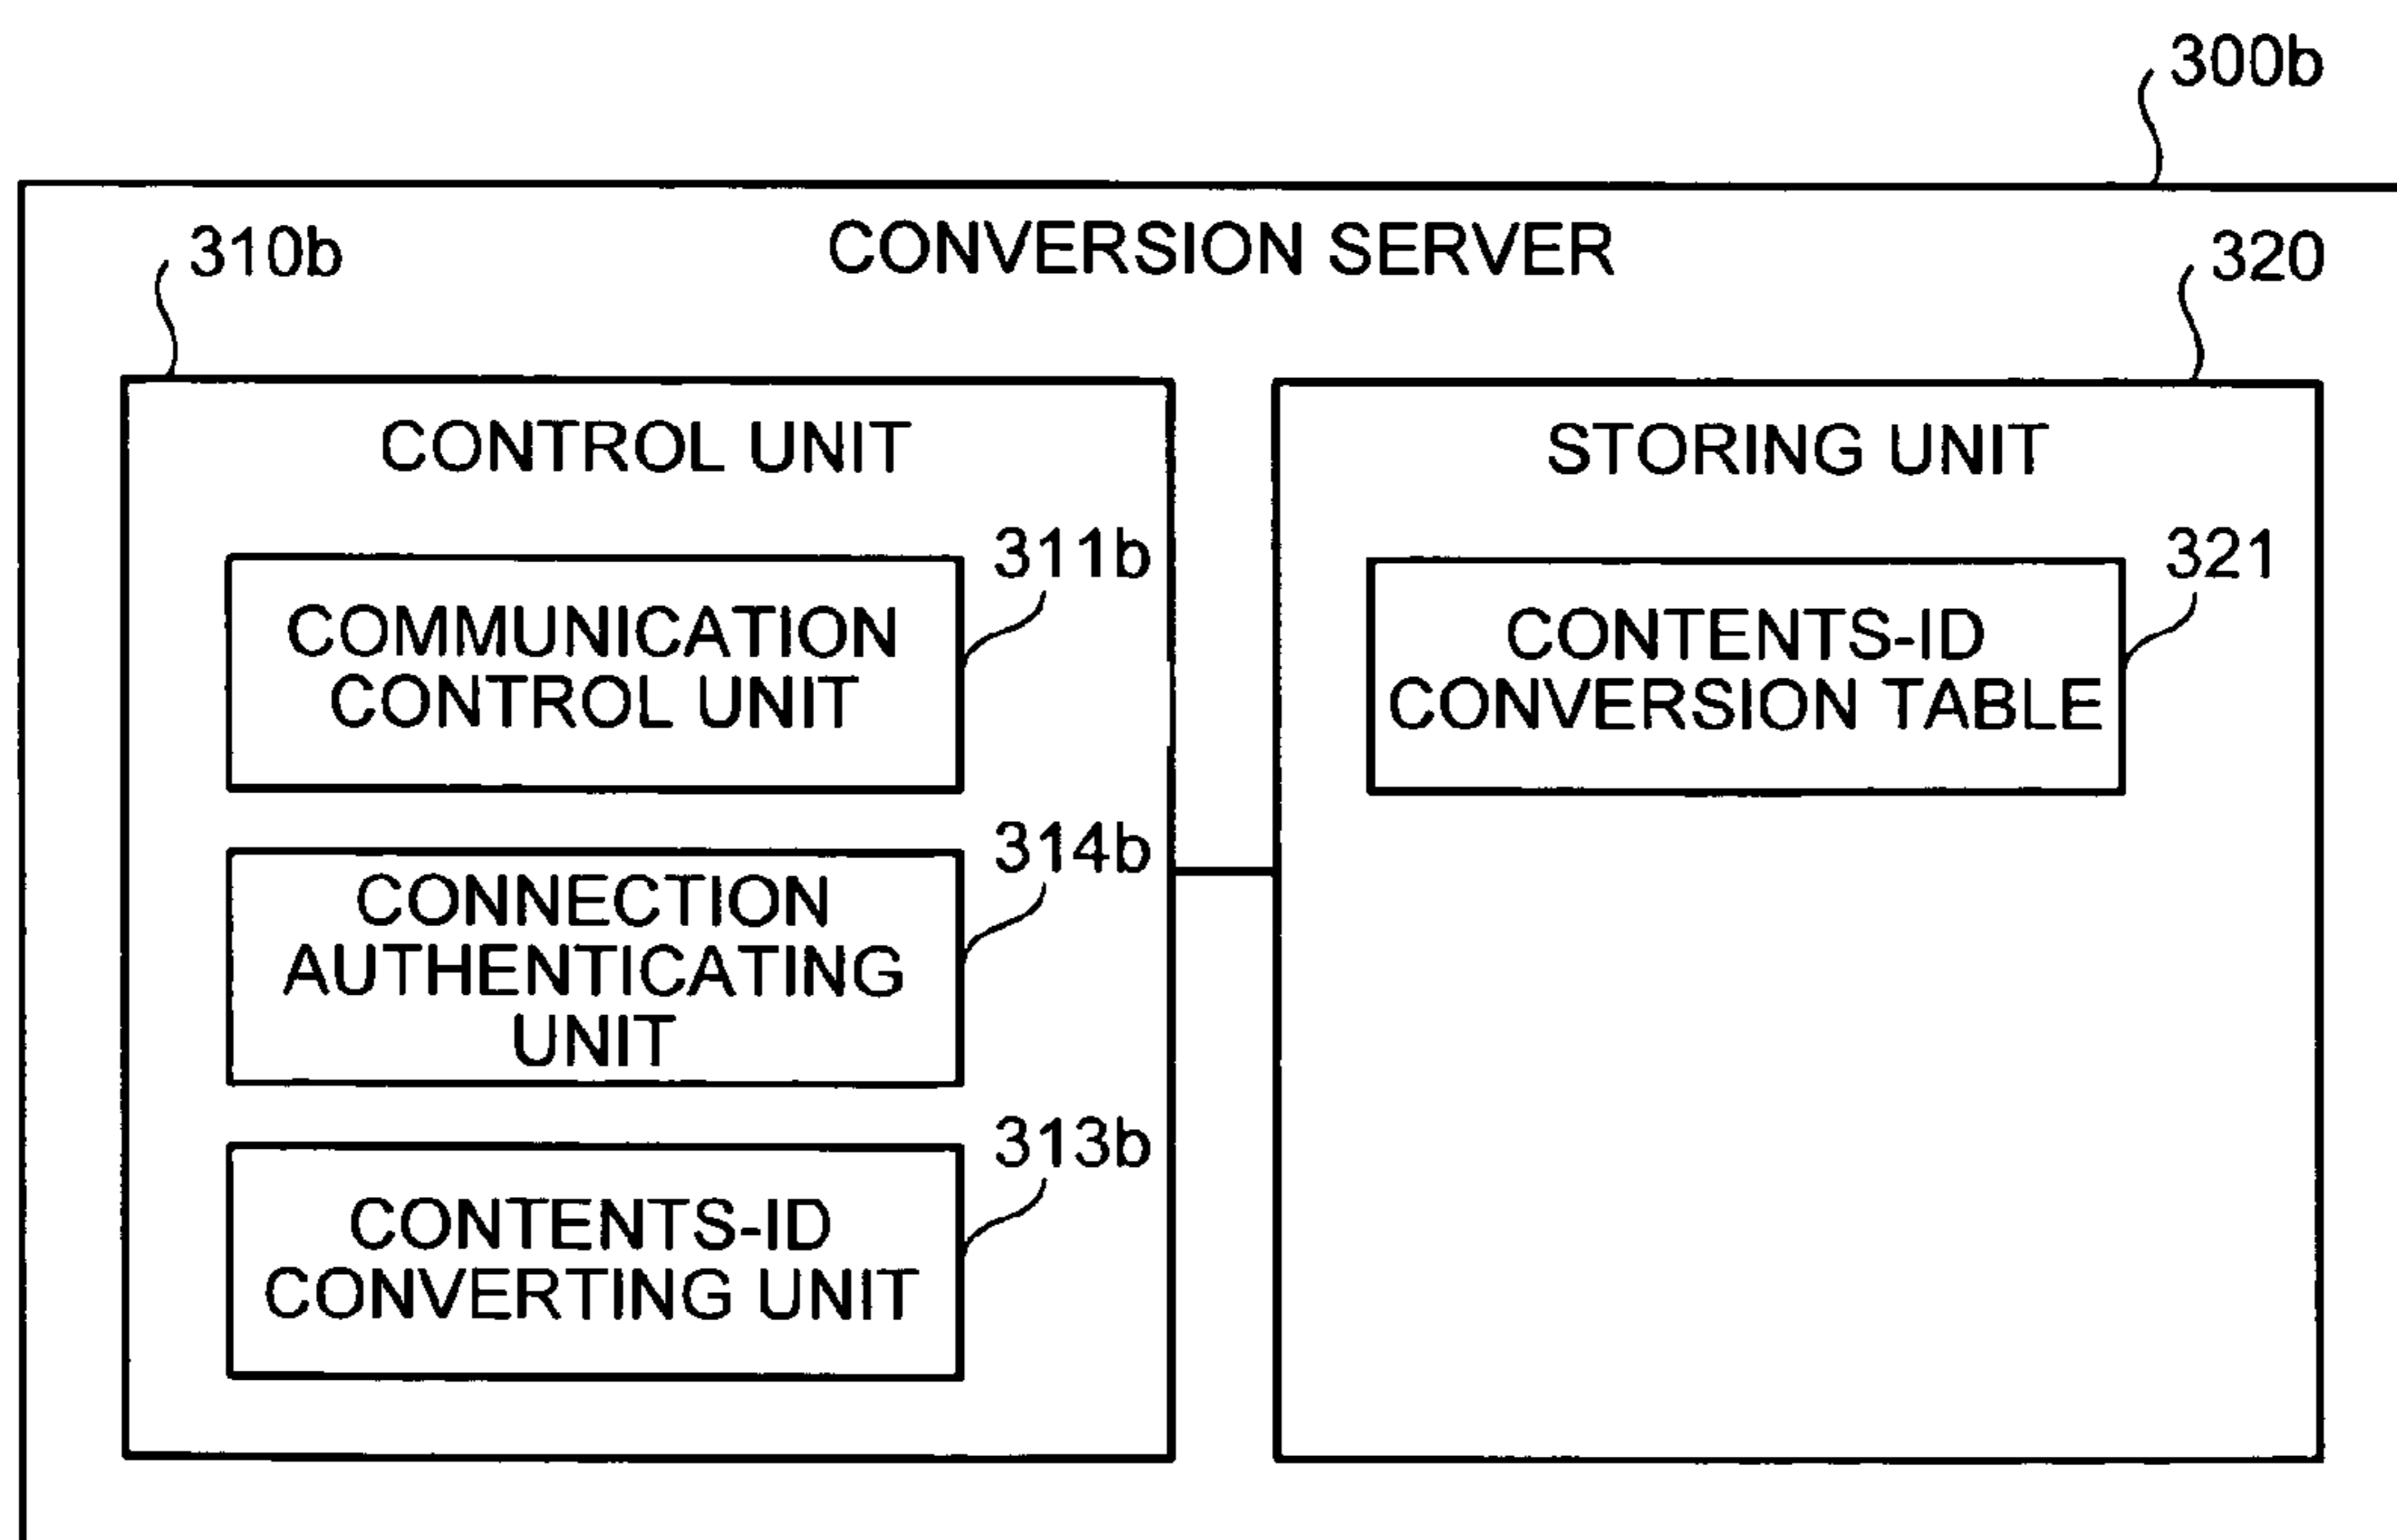 300b
CONVERSION SERVER
310b
320
CONTROL UNIT
311b
COMMUNICATION
CONTROL UNIT
314b
CONNECTION
AUTHENTICATING
UNIT
313b
CONTENTS-ID
CONVERTING UNIT
STORING UNIT
321
CONTENTS-ID
CONVERSION TABLE